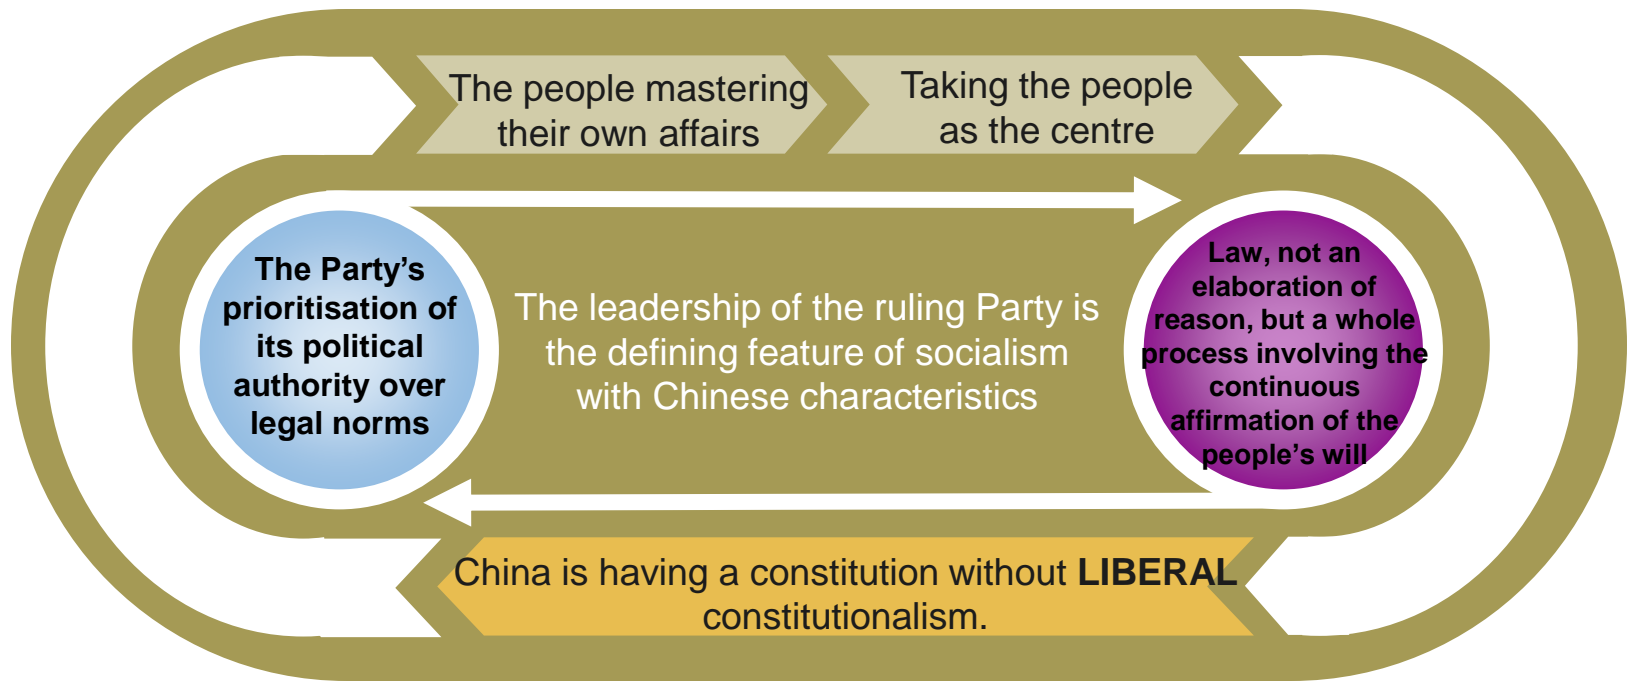 The people mastering
their own affairs
Taking the people
as the centre
The Party’s
prioritisation of
its political
authority over
legal norms
The leadership of the ruling Party is
the defining feature of socialism
with Chinese characteristics
Law, not an
elaboration of
reason, but a whole
process involving the
continuous
affirmation of the
people’s will
China is having a constitution without LIBERAL
constitutionalism.